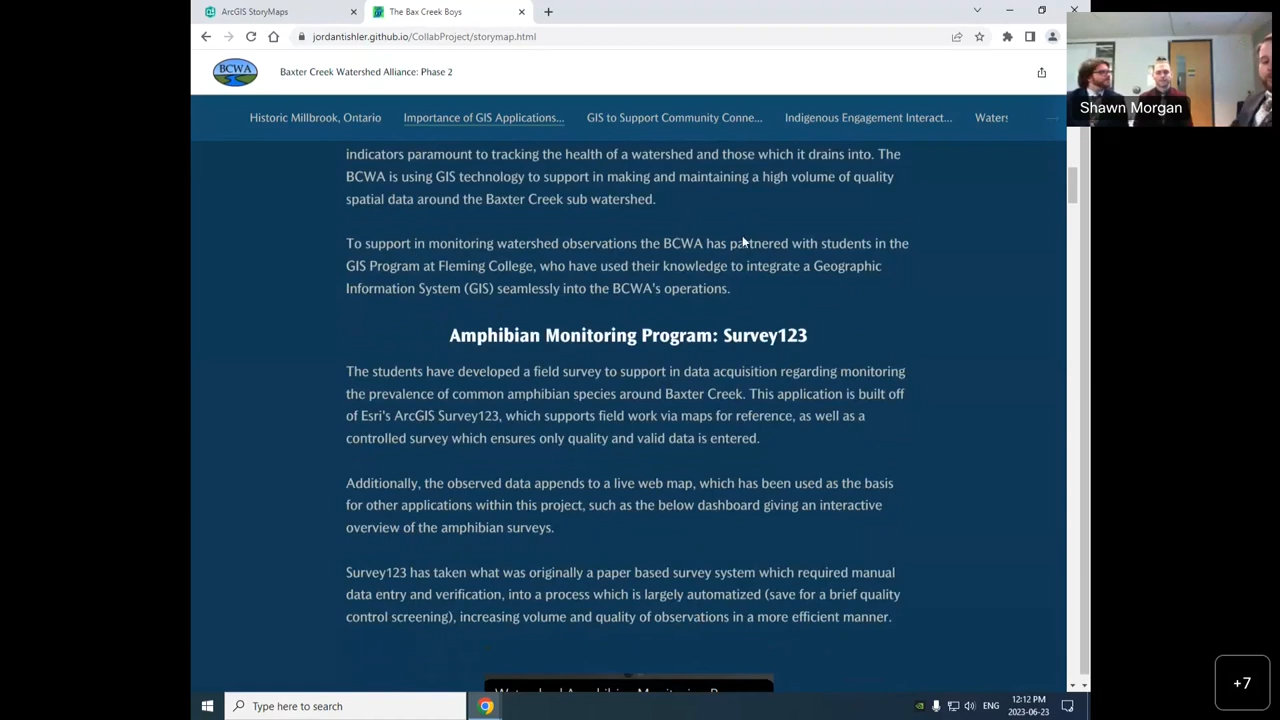 ArcGIS StoryMaps
The Bax Creek Boys
jordantishler.github.io/CollabProject/storymap.html
BCWA
Baxter Creek Watershed Alliance: Phase 2
Shawn Morgan
Historic Millbrook, Ontario
Importance of GIS Applications...
GIS to Support Community Conne...
Indigenous Engagement Interact...
Waters
indicators paramount to tracking the health of a watershed and those which it drains into. The
BCWA is using GIS technology to support in making and maintaining a high volume of quality
spatial data around the Baxter Creek sub watershed.
To support in monitoring watershed observations the BCWA has partnered with students in the
GIS Program at Fleming College, who have used their knowledge to integrate a Geographic
Information System (GIS) seamlessly into the BCWA's operations.
Amphibian Monitoring Program: Survey123
The students have developed a field survey to support in data acquisition regarding monitoring
the prevalence of common amphibian species around Baxter Creek. This application is built off
of Esri's ArcGIS Survey123, which supports field work via maps for reference, as well as a
controlled survey which ensures only quality and valid data is entered.
Additionally, the observed data appends to a live web map, which has been used as the basis
for other applications within this project, such as the below dashboard giving an interactive
overview of the amphibian surveys.
Survey123 has taken what was originally a paper based survey system which required manual
data entry and verification, into a process which is largely automatized (save for a brief quality
control screening), increasing volume and quality of observations in a more efficient manner.
+7
Type here to search
ENG
12:12 PM
2023-06-23